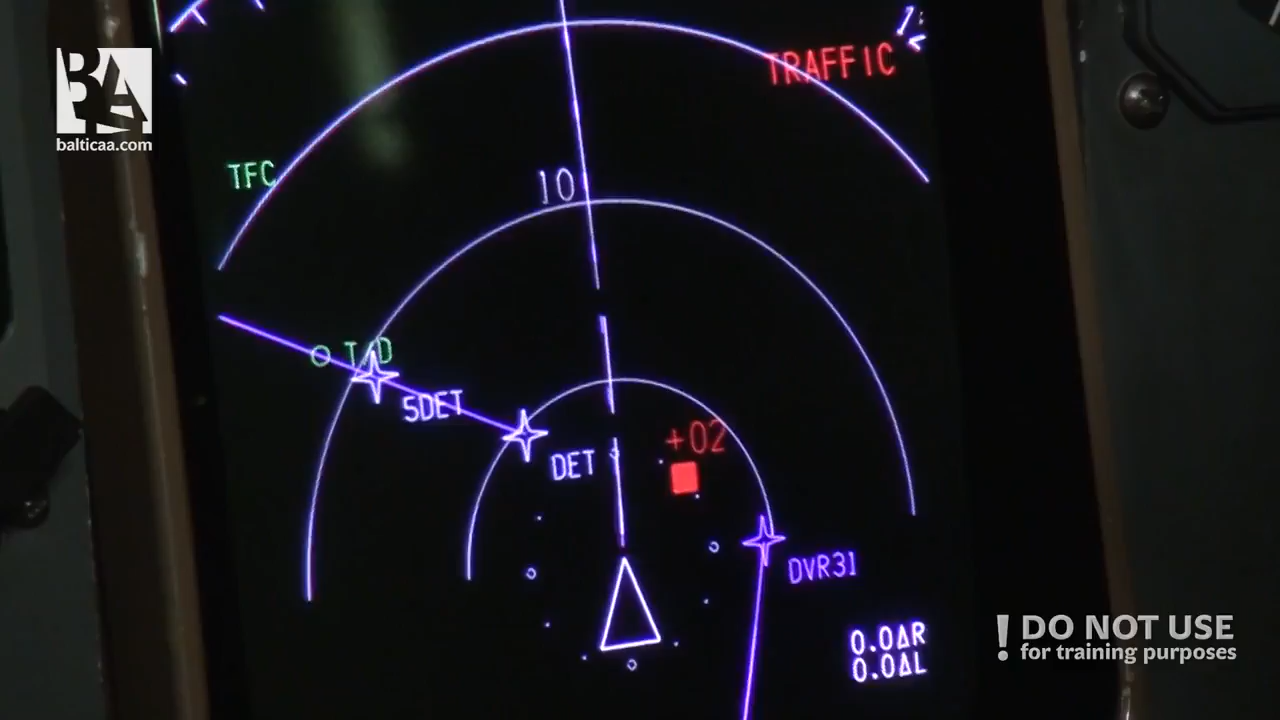 BA
balticaa.com
TRAFFIC
TFC
10
T/D
5DET
+02
DET
DVR31
0.0ΔR
0.0ΔL
! DO NOT USE
for training purposes